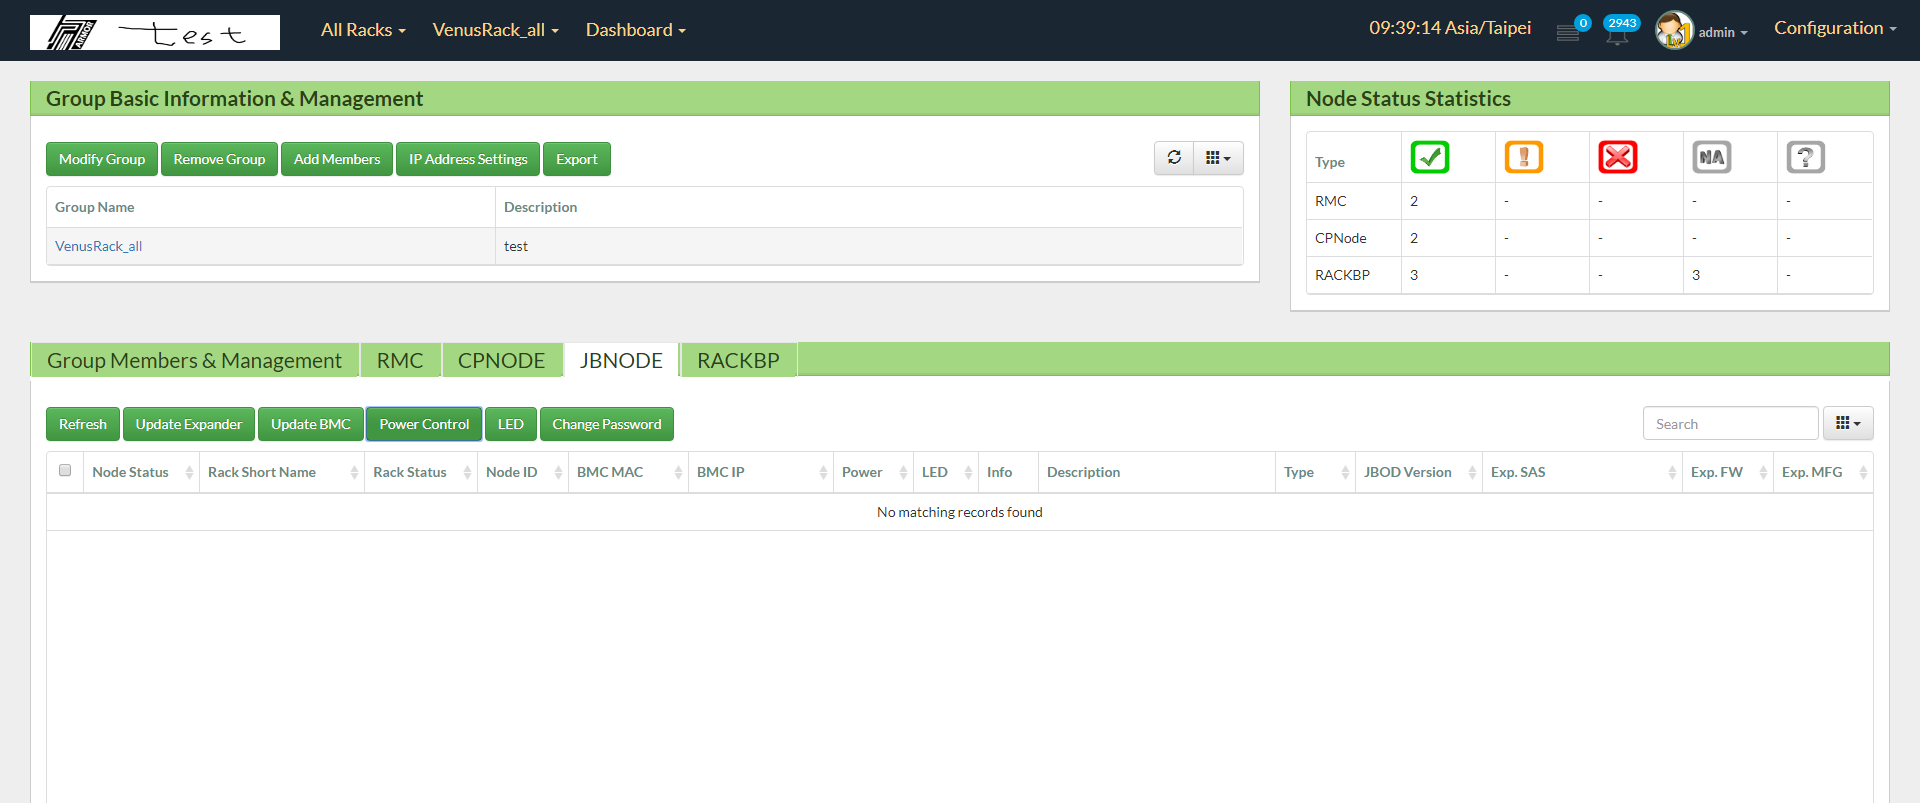 ARMOR test All Racks VenusRack_all Dashboard 09:39:14 Asia/Taipei 0 2943 admin Configuration
Group Basic Information & Management
Modify Group Remove Group Add Members IP Address Settings Export
Group Name Description
VenusRack_all test
Node Status Statistics
Type ! NA ?
RMC 2 - - - -
CPNode 2 - - - -
RACKBP 3 - - 3 -
Group Members & Management RMC CPNODE JBNODE RACKBP
Refresh Update Expander Update BMC Power Control LED Change Password Search
Node Status Rack Short Name Rack Status Node ID BMC MAC BMC IP Power LED Info Description Type JBOD Version Exp. SAS Exp. FW Exp. MFG
No matching records found